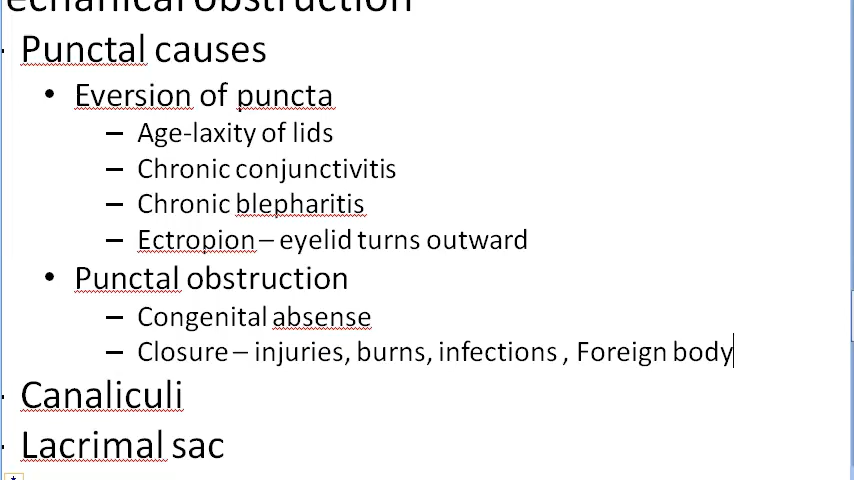 echanical obstruction
- Punctal causes
• Eversion of puncta
– Age-laxity of lids
– Chronic conjunctivitis
– Chronic blepharitis
– Ectropion – eyelid turns outward
• Punctal obstruction
– Congenital absense
– Closure – injuries, burns, infections , Foreign body
- Canaliculi
- Lacrimal sac